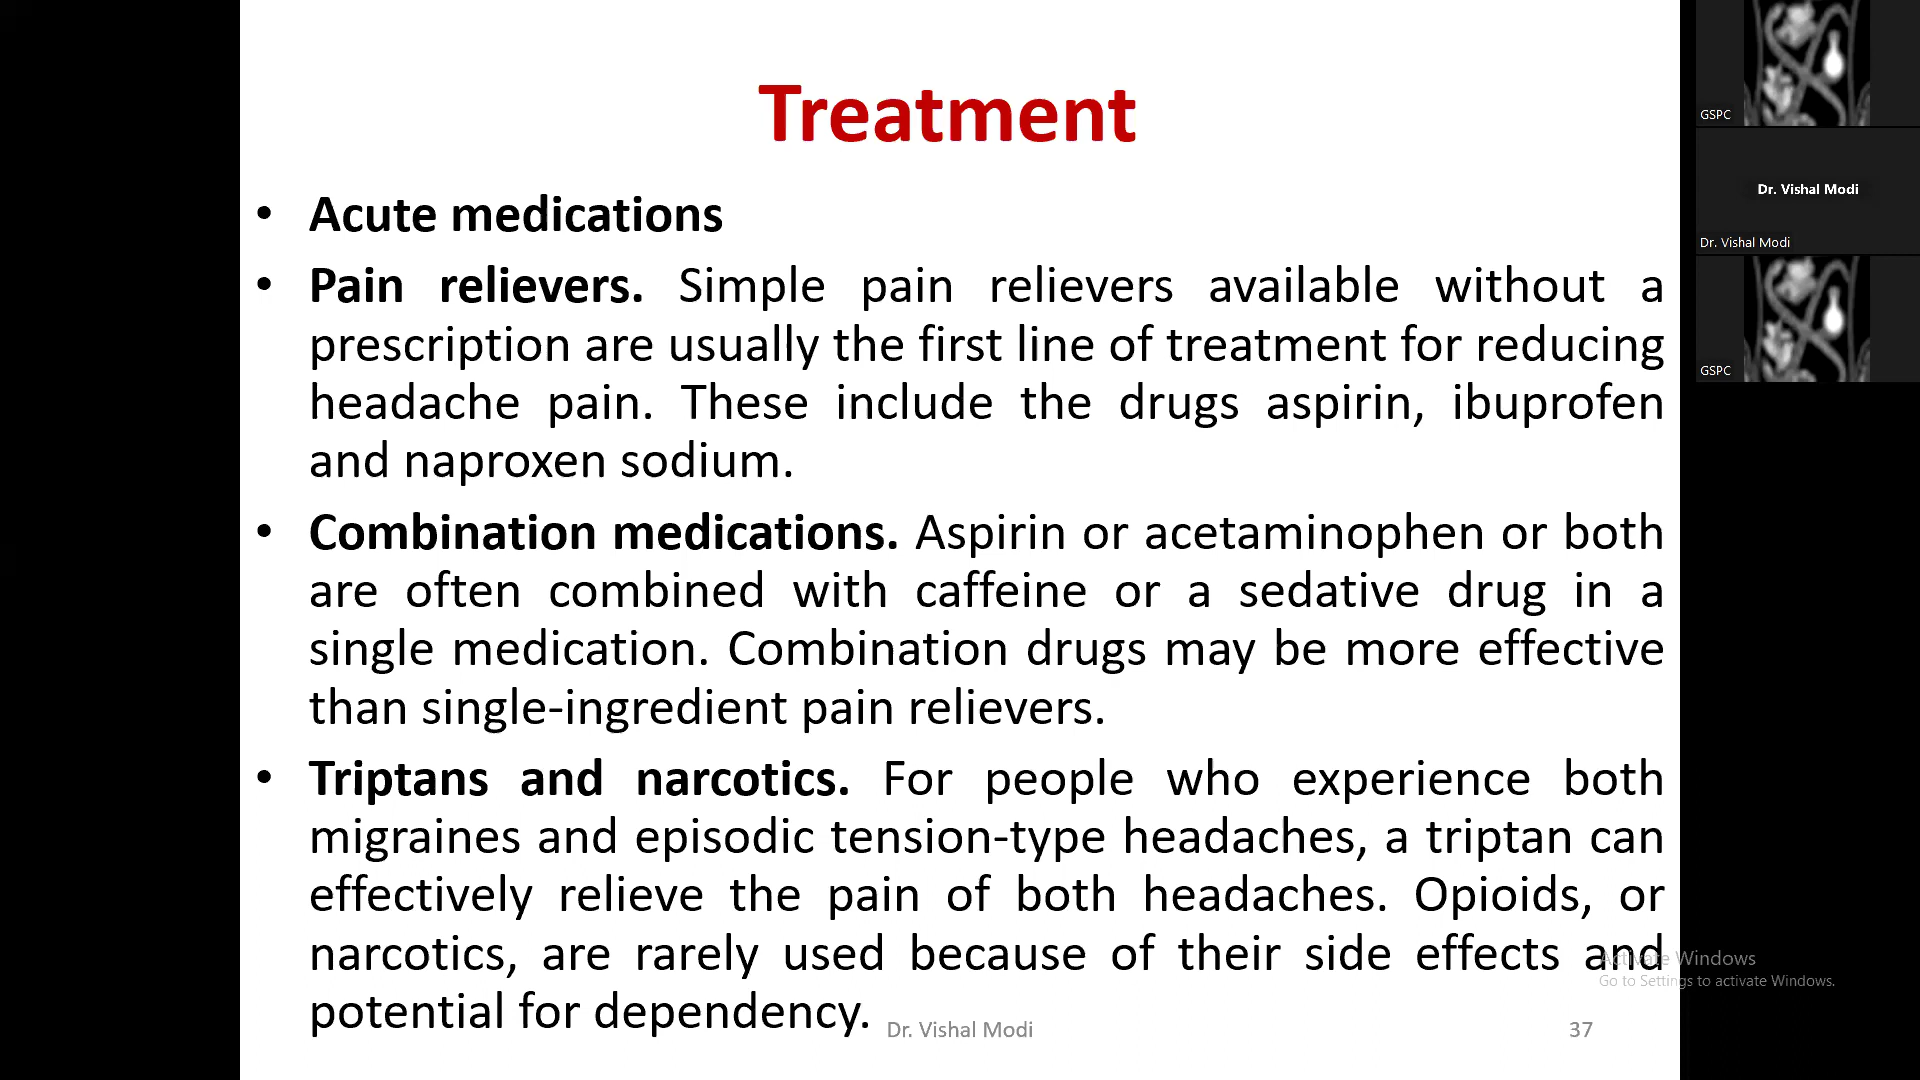 Treatment
• Acute medications
• Pain relievers. Simple pain relievers available without a
prescription are usually the first line of treatment for reducing
headache pain. These include the drugs aspirin, ibuprofen
and naproxen sodium.
• Combination medications. Aspirin or acetaminophen or both
are often combined with caffeine or a sedative drug in a
single medication. Combination drugs may be more effective
than single-ingredient pain relievers.
• Triptans and narcotics. For people who experience both
migraines and episodic tension-type headaches, a triptan can
effectively relieve the pain of both headaches. Opioids, or
narcotics, are rarely used because of their side effects and
potential for dependency.
Dr. Vishal Modi
37
GSPC
Dr. Vishal Modi
Dr. Vishal Modi
GSPC
Activate Windows
Go to Settings to activate Windows.